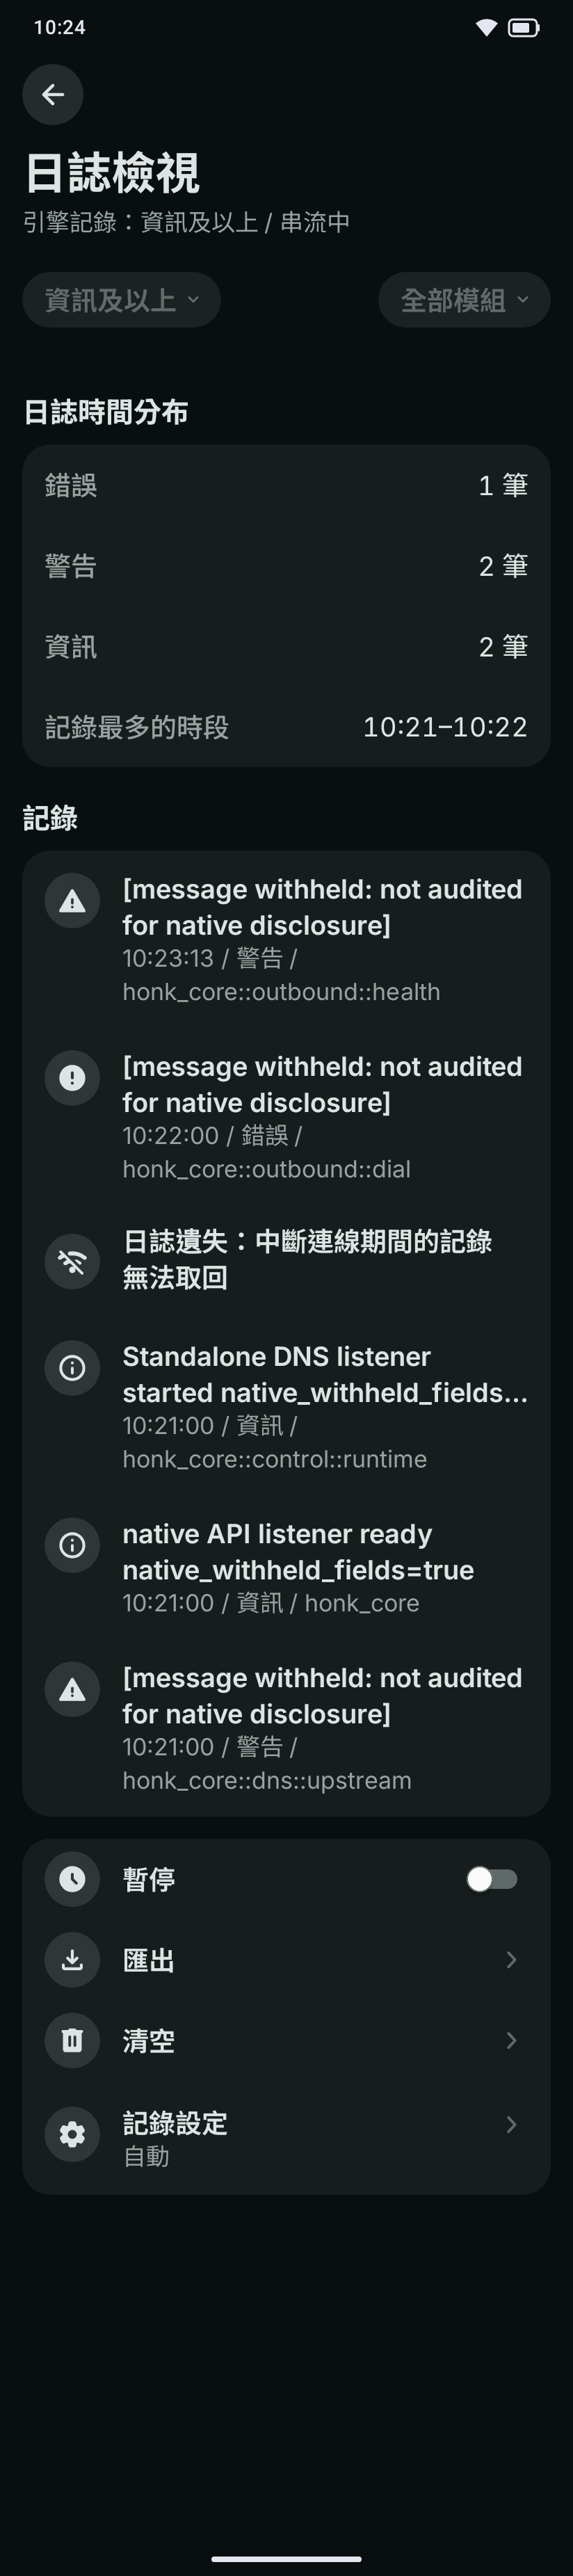 10:24
日誌檢視
引擎記錄：資訊及以上 / 串流中
資訊及以上
全部模組
日誌時間分布
錯誤 1 筆
警告 2 筆
資訊 2 筆
記錄最多的時段 10:21–10:22
記錄
[message withheld: not audited
for native disclosure]
10:23:13 / 警告 /
honk_core::outbound::health
[message withheld: not audited
for native disclosure]
10:22:00 / 錯誤 /
honk_core::outbound::dial
日誌遺失：中斷連線期間的記錄
無法取回
Standalone DNS listener
started native_withheld_fields...
10:21:00 / 資訊 /
honk_core::control::runtime
native API listener ready
native_withheld_fields=true
10:21:00 / 資訊 / honk_core
[message withheld: not audited
for native disclosure]
10:21:00 / 警告 /
honk_core::dns::upstream
暫停
匯出
清空
記錄設定
自動